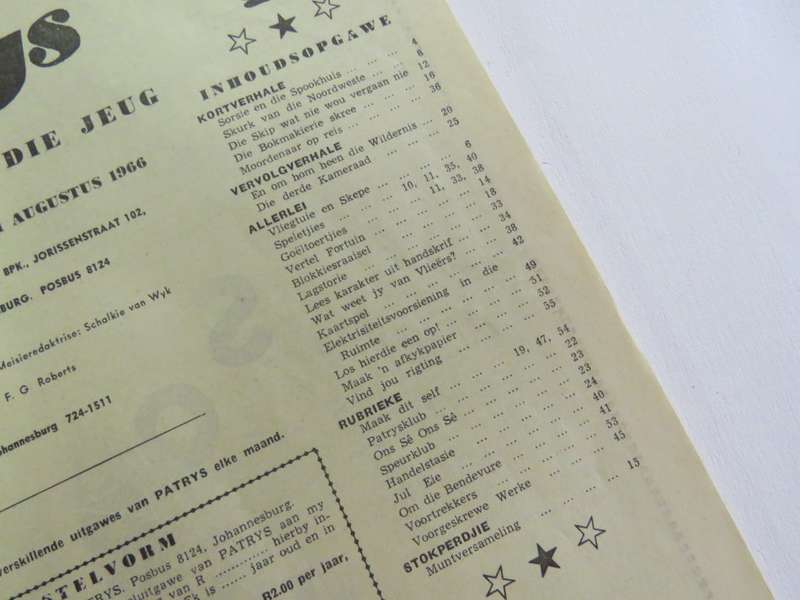 DIE JEUG
AUGUSTUS 1966
BPK., JORISSENSTRAAT 102,
BURG. POSBUS 8124
Meisieredaktrise: Schalkie van Wyk
F. G. Roberts
Johannesburg 724-1511
verskillende uitgawes van PATRYS elke maand.
STELVORM
PATRYS. Posbus 8124, Johannesburg.
uitgawe van PATRYS aan my
van R ............ hierby in-
Ek is ...... jaar oud en in
R2.00 per jaar,
INHOUDSOPGAWE
KORTVERHALE
Sorsie en die Spookhuis ... ... ... 4
Skurk van die Noordweste ... ... 6
Die Skip wat nie wou vergaan nie 12
Die Bokmakierie skree ... ... ... 16
Moordenaar op reis ... ... ... ... 36
VERVOLGVERHALE
En om hom heen die Wildernis ... 20
Die derde Kameraad ... ... ... 25
ALLERLEI
Vliegtuie en Skepe ... ... ... ... 6
Speletjies ... ... ... 10, 11, 35, 40
Goëltoertjies ... ... ... 11, 33, 38
Vertel Fortuin ... ... ... ... ... 14
Blokkiesraaisel ... ... ... ... ... 18
Lagstorie ... ... ... ... ... ... 33
Lees karakter uit handskrif ... ... 34
Wat weet jy van Vlieërs? ... ... 38
Kaartspel ... ... ... ... ... ... 42
Elektrisiteitsvoorsiening in die
Ruimte ... ... ... ... ... ... 49
Los hierdie een op! ... ... ... ... 51
Maak 'n afkykpapier ... ... ... 52
Vind jou rigting ... ... ... ... 55
RUBRIEKE
Maak dit self ... ... ... 19, 47, 54
Patrysklub ... ... ... ... ... ... 22
Ons Sê Ons Sê ... ... ... ... ... 23
Speurklub ... ... ... ... ... ... 23
Handelstasie ... ... ... ... ... 24
Jul Eie ... ... ... ... ... ... 40
Om die Bendevure ... ... ... ... 41
Voortrekkers ... ... ... ... ... 53
Voorgeskrewe Werke ... ... ... 45
STOKPERDJIE
Muntversameling ... ... ... ... 15